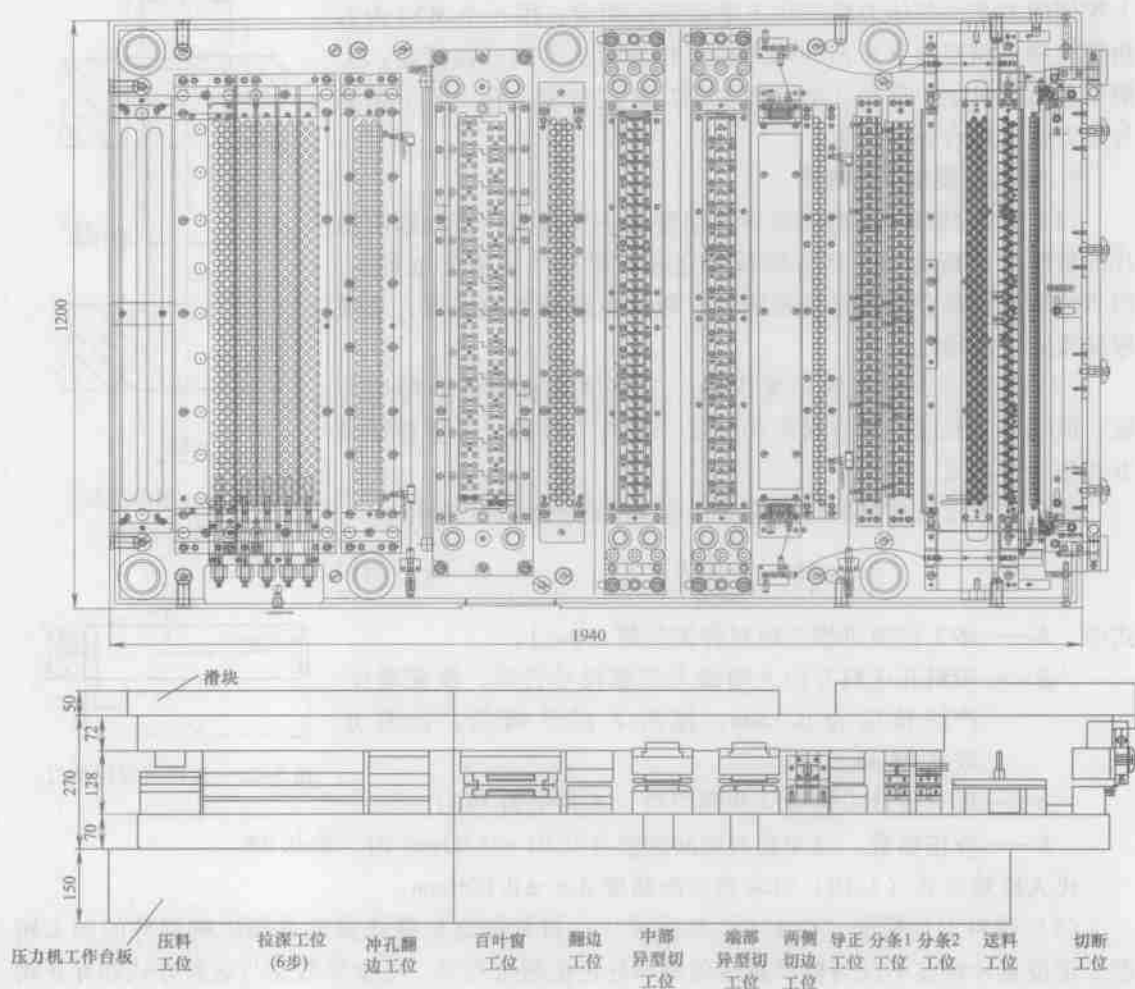 1200
1940
滑块
50
72
270
128
70
150
压力机工作台板
压料
工位
拉深工位
(6步)
冲孔翻
边工位
百叶窗
工位
翻边
工位
中部
异型切
工位
端部
异型切
工位
两侧
切边
工位
导正
工位
分条1
工位
分条2
工位
送料
工位
切断
工位